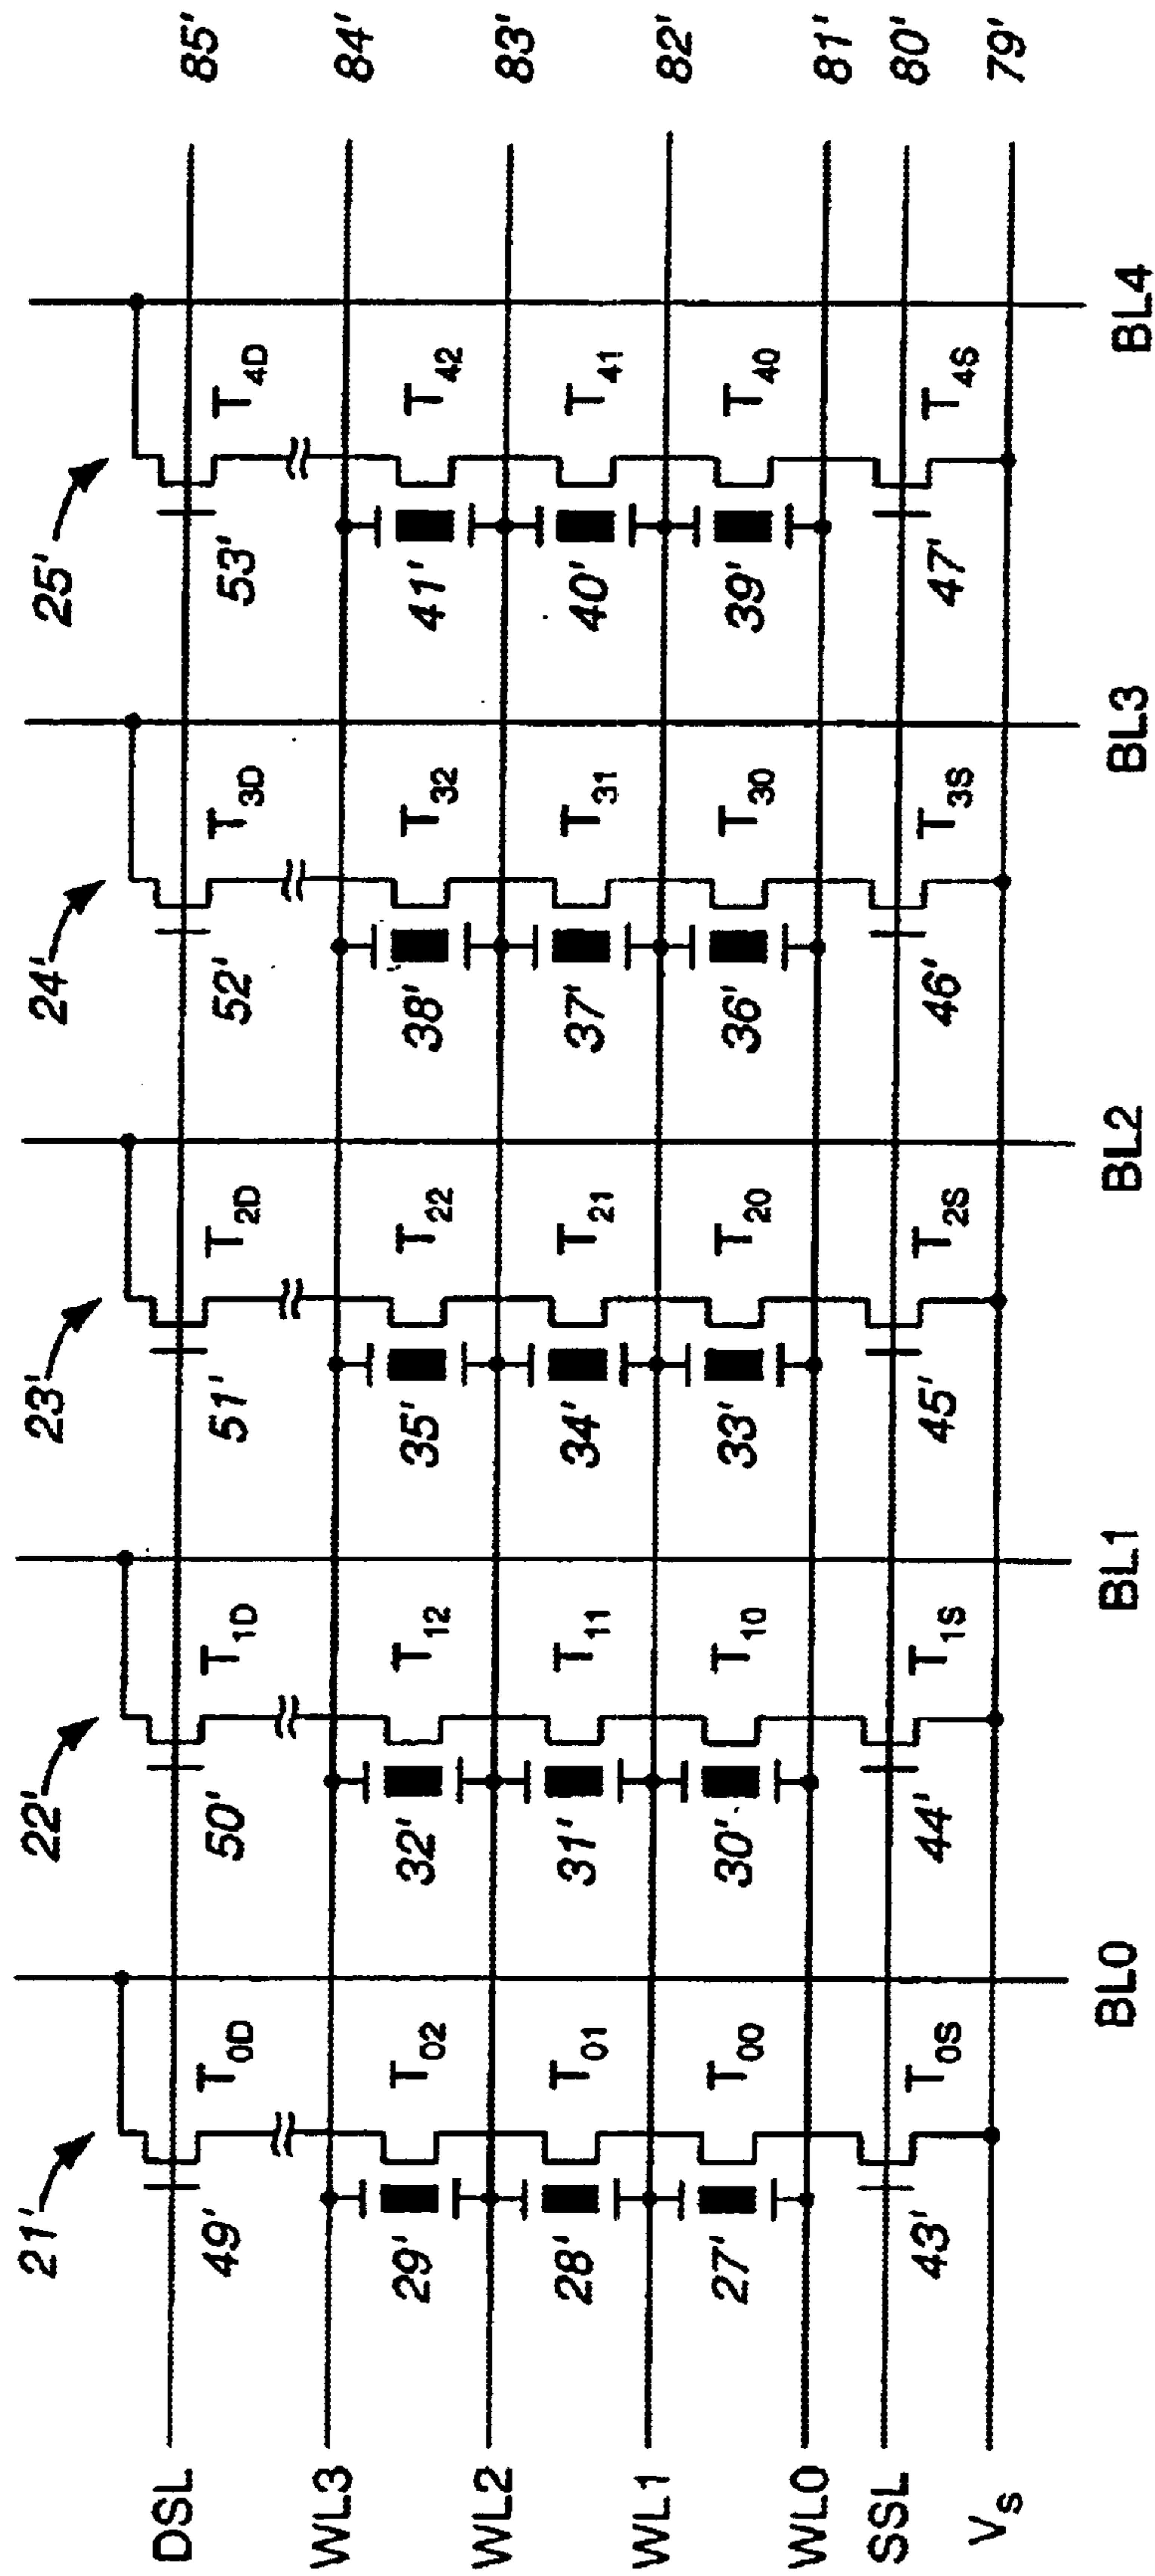 21' 22' 23' 24' 25'
DSL 49' T0D 50' T1D 51' T2D 52' T3D 53' T4D 85'
WL3 84'
29' T02 32' T12 35' T22 38' T32 41' T42
WL2 83'
28' T01 31' T11 34' T21 37' T31 40' T41
WL1 82'
27' T00 30' T10 33' T20 36' T30 39' T40
WL0 81'
SSL 80'
43' T0S 44' T1S 45' T2S 46' T3S 47' T4S
Vs 79'
BL0 BL1 BL2 BL3 BL4